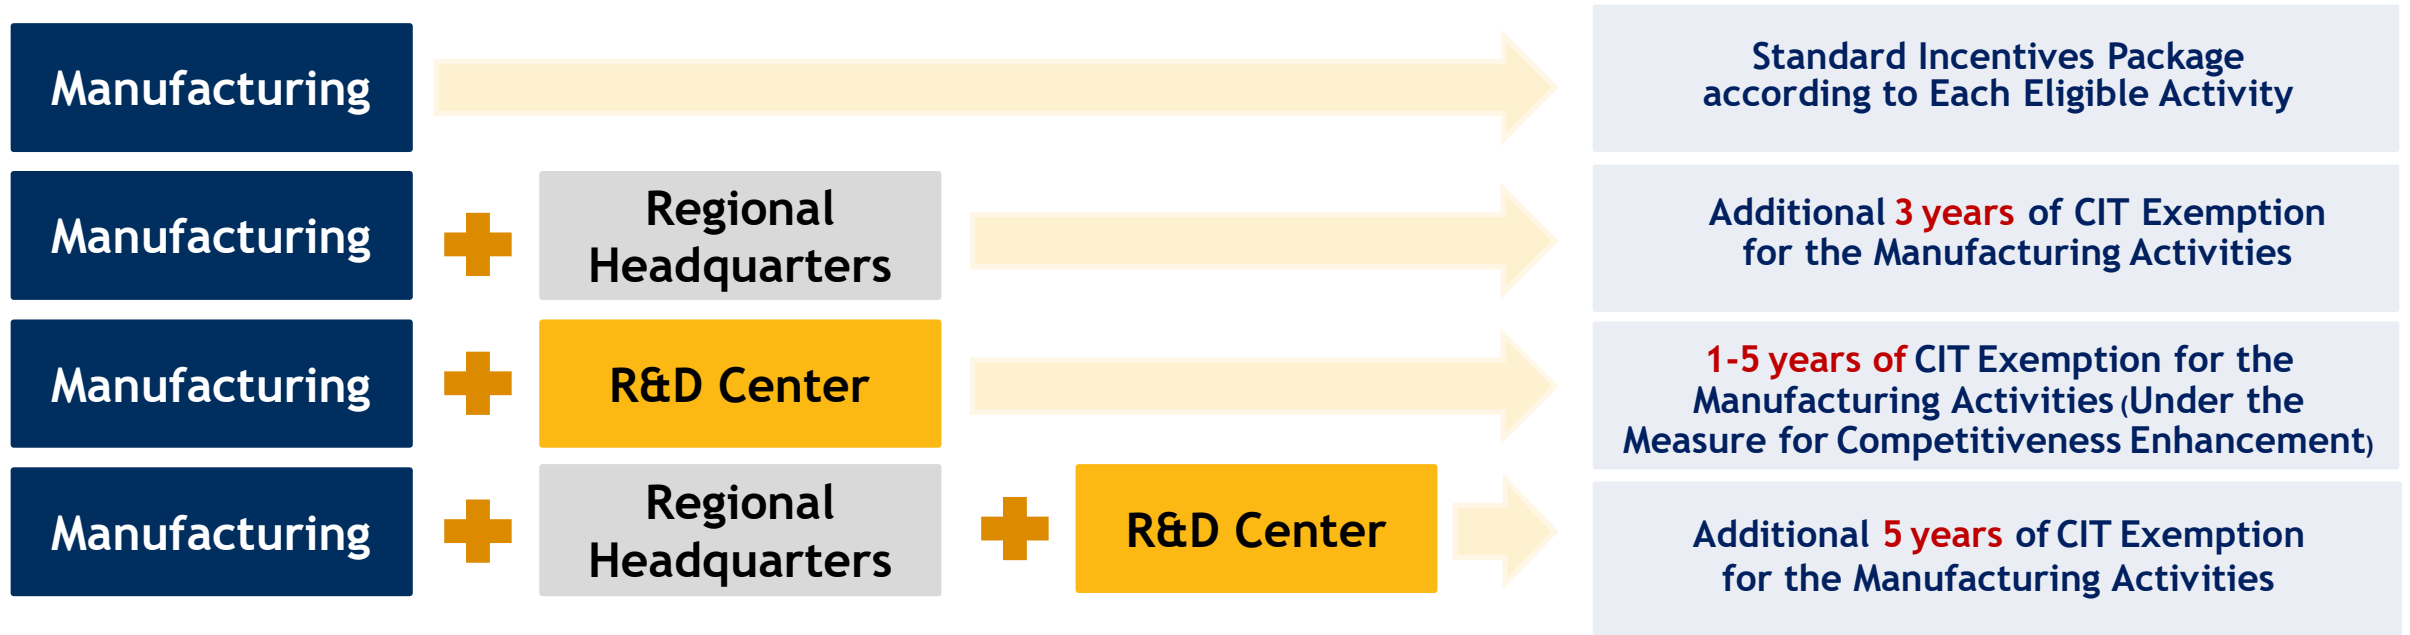 Manufacturing
Standard Incentives Package
according to Each Eligible Activity
Manufacturing
Regional
Headquarters
Additional 3 years of CIT Exemption
for the Manufacturing Activities
Manufacturing
R&D Center
1-5 years of CIT Exemption for the
Manufacturing Activities (Under the
Measure for Competitiveness Enhancement)
Manufacturing
Regional
Headquarters
R&D Center
Additional 5 years of CIT Exemption
for the Manufacturing Activities